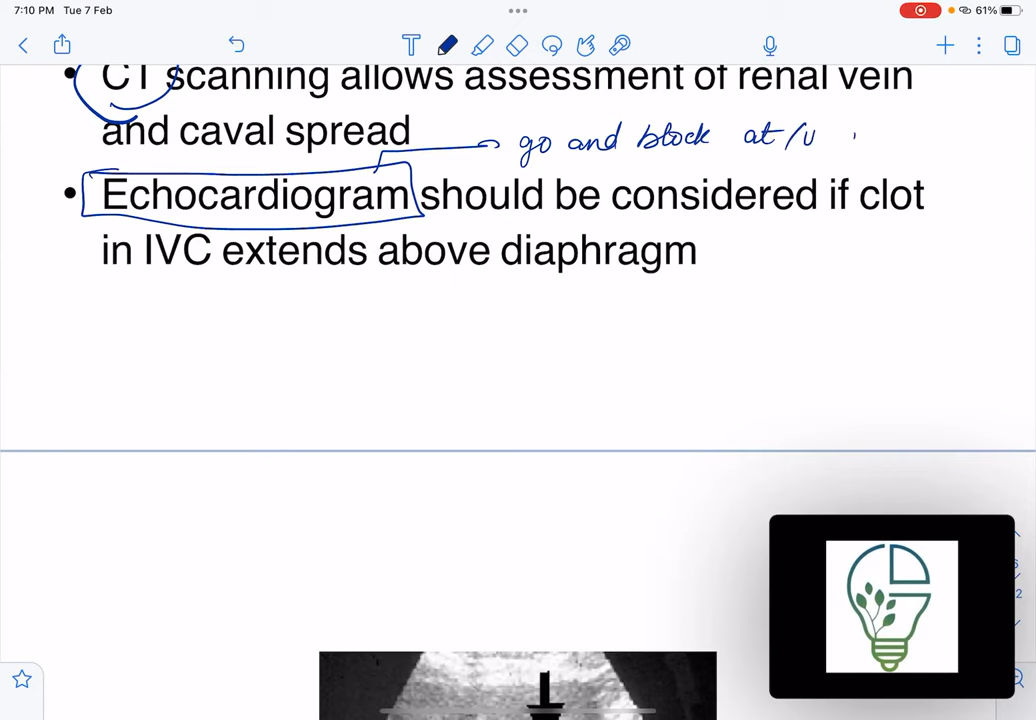 7:10 PM Tue 7 Feb
61%
• CT scanning allows assessment of renal vein
and caval spread
go and block at/
• Echocardiogram should be considered if clot
in IVC extends above diaphragm